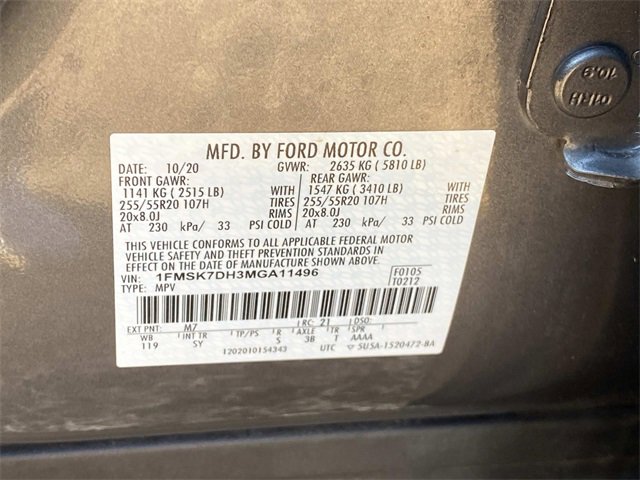 MFD. BY FORD MOTOR CO.
DATE: 10/20 GVWR: 2635 KG ( 5810 LB)
FRONT GAWR: REAR GAWR:
1141 KG ( 2515 LB) WITH 1547 KG ( 3410 LB) WITH
255/55R20 107H TIRES 255/55R20 107H TIRES
20x8.0J RIMS 20x8.0J RIMS
AT 230 kPa/ 33 PSI COLD AT 230 kPa/ 33 PSI COLD
THIS VEHICLE CONFORMS TO ALL APPLICABLE FEDERAL MOTOR
VEHICLE SAFETY AND THEFT PREVENTION STANDARDS IN
EFFECT ON THE DATE OF MANUFACTURE SHOWN ABOVE.
VIN: 1FMSK7DH3MGA11496 F0105
TYPE: MPV T0212
EXT PNT: M7 RC: 21 DSO:
WB INT TR TP/PS R AXLE TR SPR
119 SY S 3B T AAAA
1202010154343 UTC 5U5A-1520472-BA
10.9